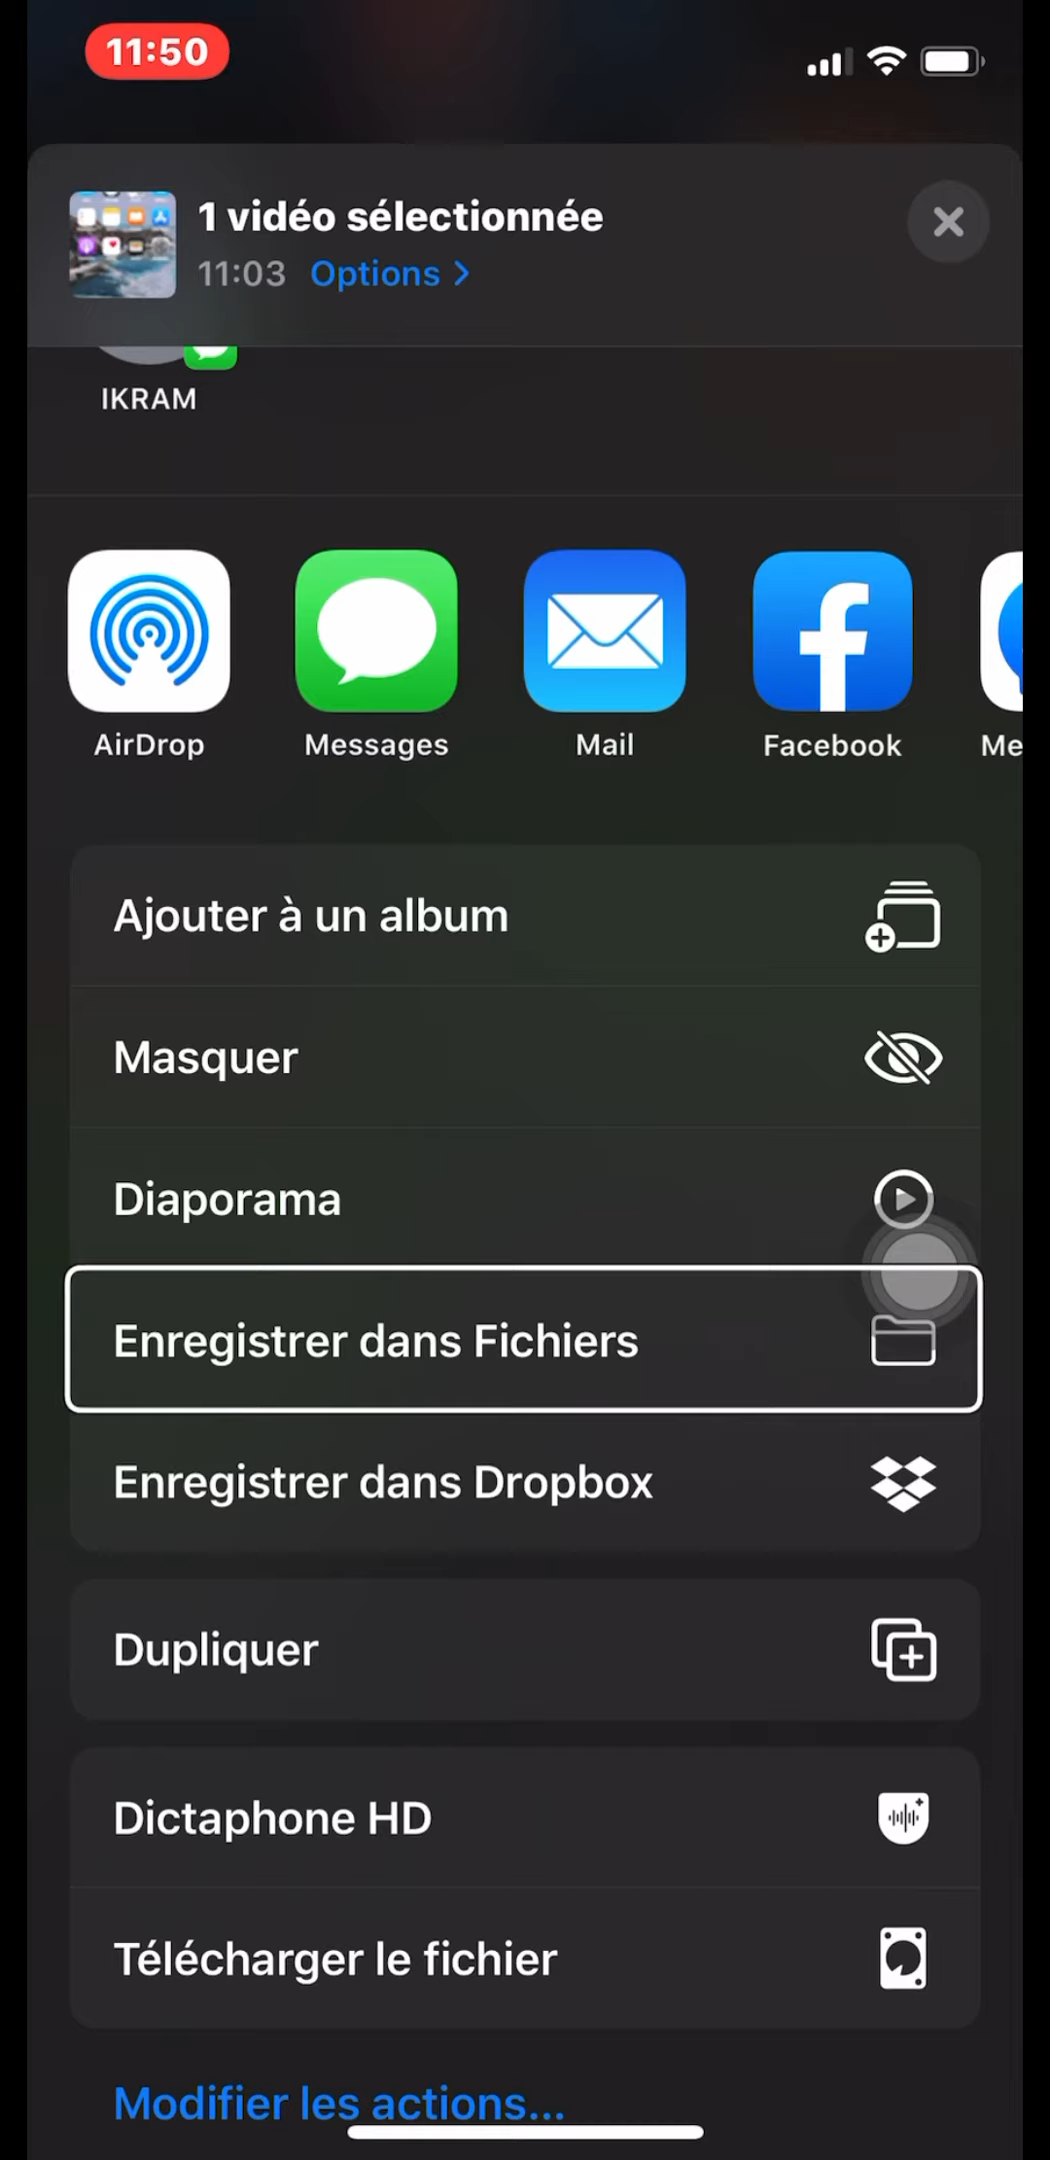 11:50
1 vidéo sélectionnée
11:03 Options >
IKRAM
AirDrop
Messages
Mail
Facebook
Me
Ajouter à un album
Masquer
Diaporama
Enregistrer dans Fichiers
Enregistrer dans Dropbox
Dupliquer
Dictaphone HD
Télécharger le fichier
Modifier les actions...